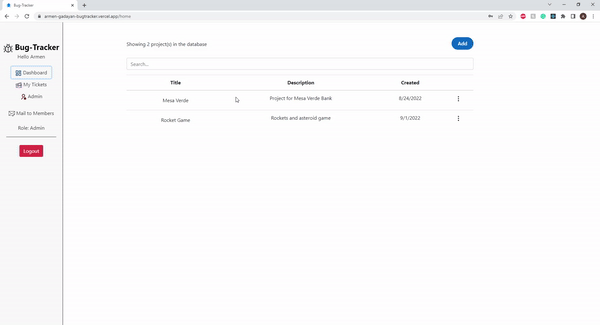 Bug-Tracker
armen-gadayan-bugtracker.vercel.app/home
Bug-Tracker
Hello Armen
Dashboard
My Tickets
Admin
Mail to Members
Role: Admin
Logout
Showing 2 project(s) in the database
Add
Search...
Title Description Created
Mesa Verde Project for Mesa Verde Bank 8/24/2022
Rocket Game Rockets and asteroid game 9/1/2022